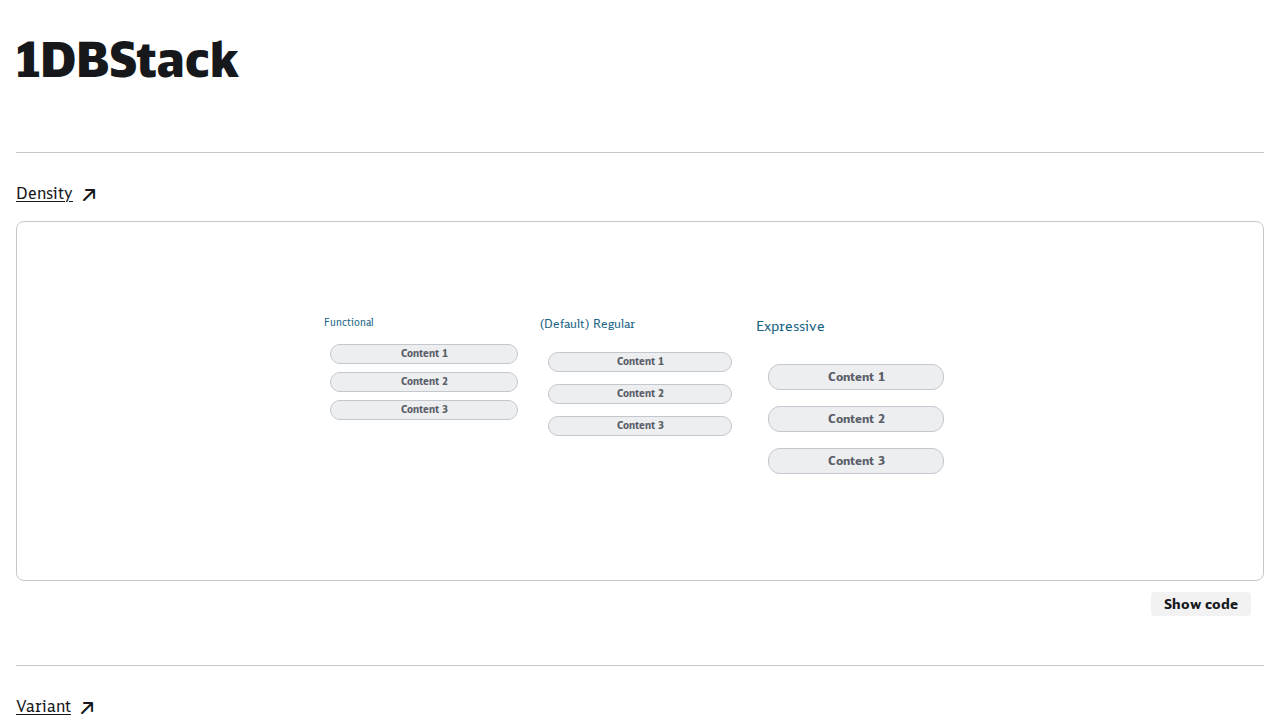 1DBStack
Density
Functional
(Default) Regular
Expressive
Content 1
Content 2
Content 3
Content 1
Content 2
Content 3
Content 1
Content 2
Content 3
Show code
Variant